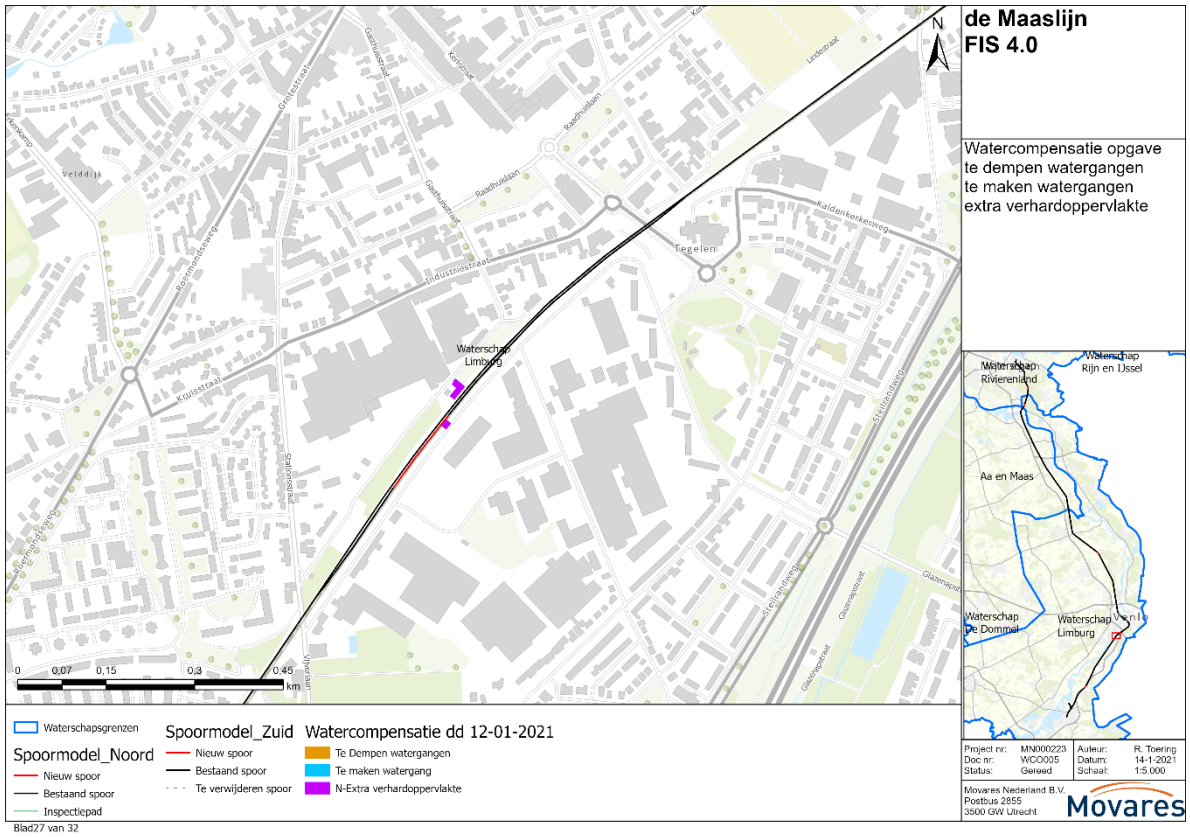 de Maaslijn
FIS 4.0
Watercompensatie opgave
te dempen watergangen
te maken watergangen
extra verhardoppervlakte
N
Lindestraat
Gasthuisstraat
Kerkstraat
Grotestraat
Raadhuislaan
Velddijk
Raadhuislaan
Gasthuisstraat
Kaldenkerkesweg
Roermondseweg
Tegelen
Industriestraat
Waterschap
Limburg
Kruisstraat
Steilrandweg
Stationsstraat
Roermondseweg
Glazenapstraat
Steilrandweg
Glazenapst
Glazenapstraat
Vijverlaan
0 0,07 0,15 0,3 0,45
km
Waterschap
Rivierenland
Waterschap
Rijn en IJssel
Aa en Maas
Waterschap
De Dommel
Waterschap
Limburg
Venlo
Waterschapsgrenzen
Spoormodel_Noord
Nieuw spoor
Bestaand spoor
Inspectiepad
Spoormodel_Zuid
Nieuw spoor
Bestaand spoor
Te verwijderen spoor
Watercompensatie dd 12-01-2021
Te Dempen watergangen
Te maken watergang
N-Extra verhardoppervlakte
Project nr: MN000223
Doc nr: WCO005
Status: Gereed
Auteur: R. Toering
Datum: 14-1-2021
Schaal: 1:5.000
Movares Nederland B.V.
Postbus 2855
3500 GW Utrecht
Movares
Blad27 van 32